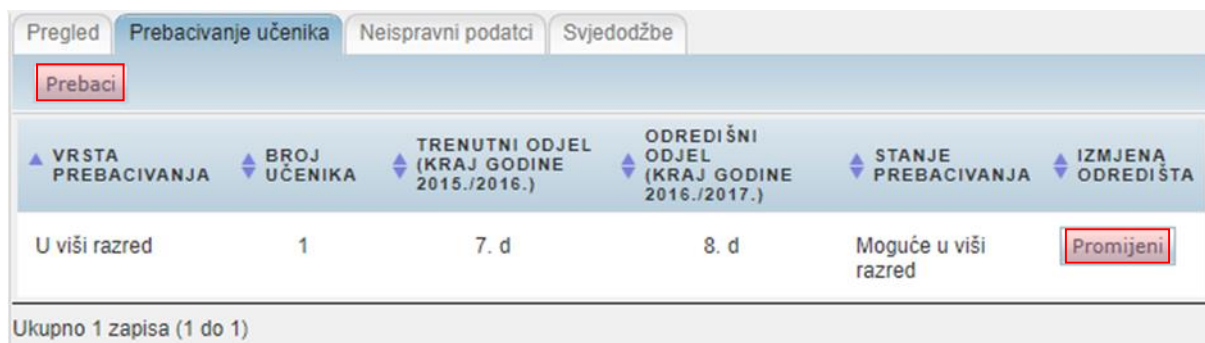 Pregled Prebacivanje učenika Neispravni podatci Svjedodžbe
Prebaci
VRSTA PREBACIVANJA
BROJ UČENIKA
TRENUTNI ODJEL (KRAJ GODINE 2015./2016.)
ODREDIŠNI ODJEL (KRAJ GODINE 2016./2017.)
STANJE PREBACIVANJA
IZMJENA ODREDIŠTA
U viši razred 1 7. d 8. d Moguće u viši razred Promijeni
Ukupno 1 zapisa (1 do 1)